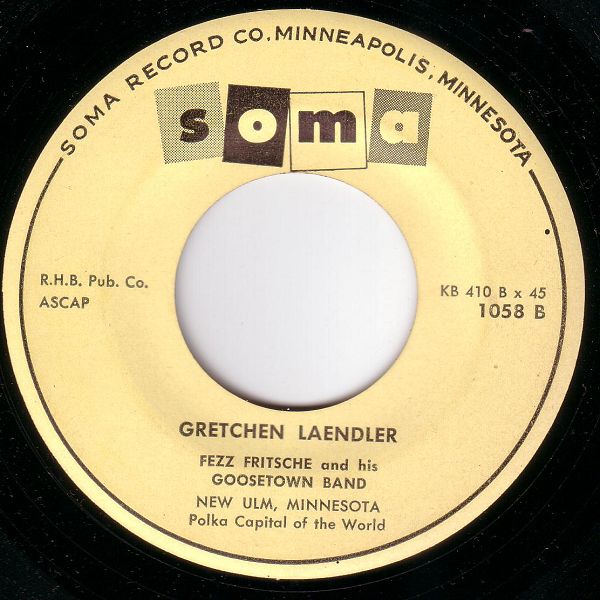 SOMA RECORD CO. MINNEAPOLIS, MINNESOTA
soma
R.H.B. Pub. Co.
ASCAP
KB 410 B x 45
1058 B
GRETCHEN LAENDLER
FEZZ FRITSCHE and his
GOOSETOWN BAND
NEW ULM, MINNESOTA
Polka Capital of the World